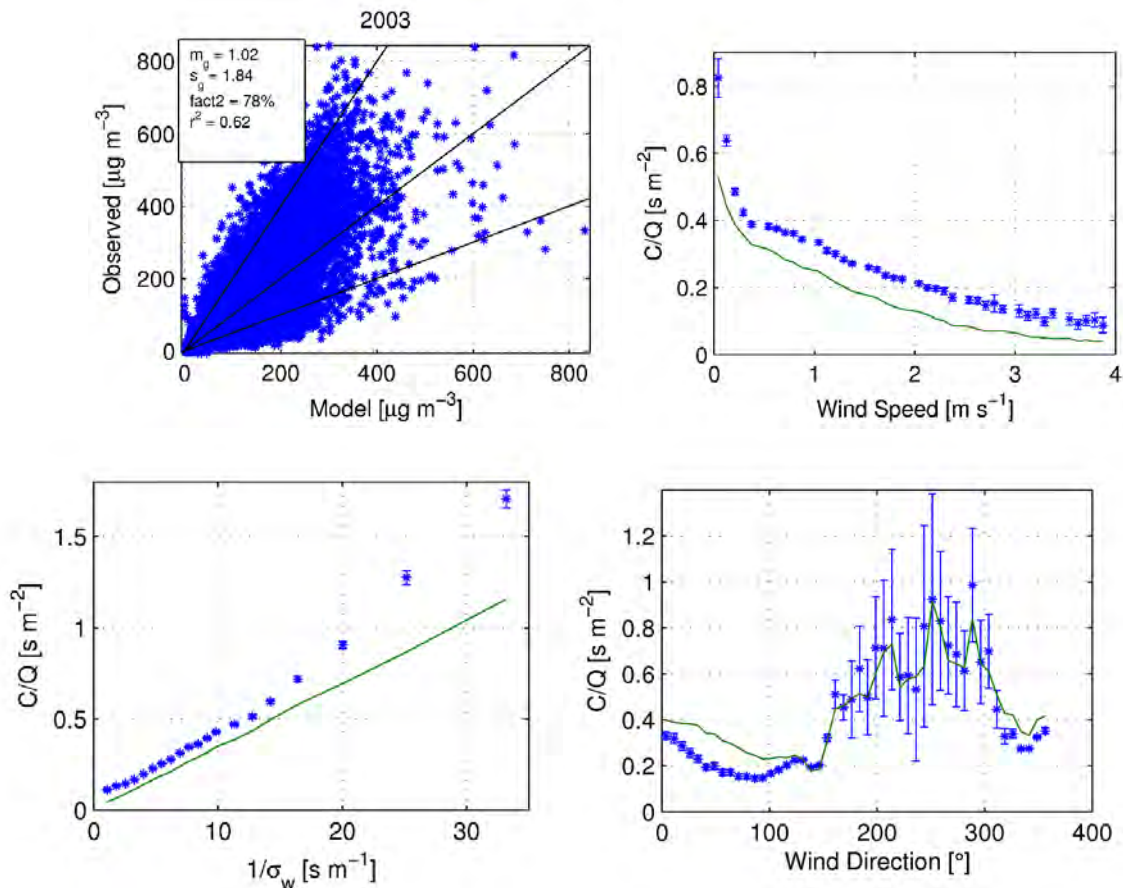 2003
m_g = 1.02
s_g = 1.84
fact2 = 78%
r² = 0.62
800
600
400
200
0
Observed [µg m⁻³]
0 200 400 600 800
Model [µg m⁻³]
0.8
0.6
0.4
0.2
0
C/Q [s m⁻²]
0 1 2 3 4
Wind Speed [m s⁻¹]
1.5
1
0.5
0
C/Q [s m⁻²]
0 10 20 30
1/σ_w [s m⁻¹]
1.2
1
0.8
0.6
0.4
0.2
0
C/Q [s m⁻²]
0 100 200 300 400
Wind Direction [°]